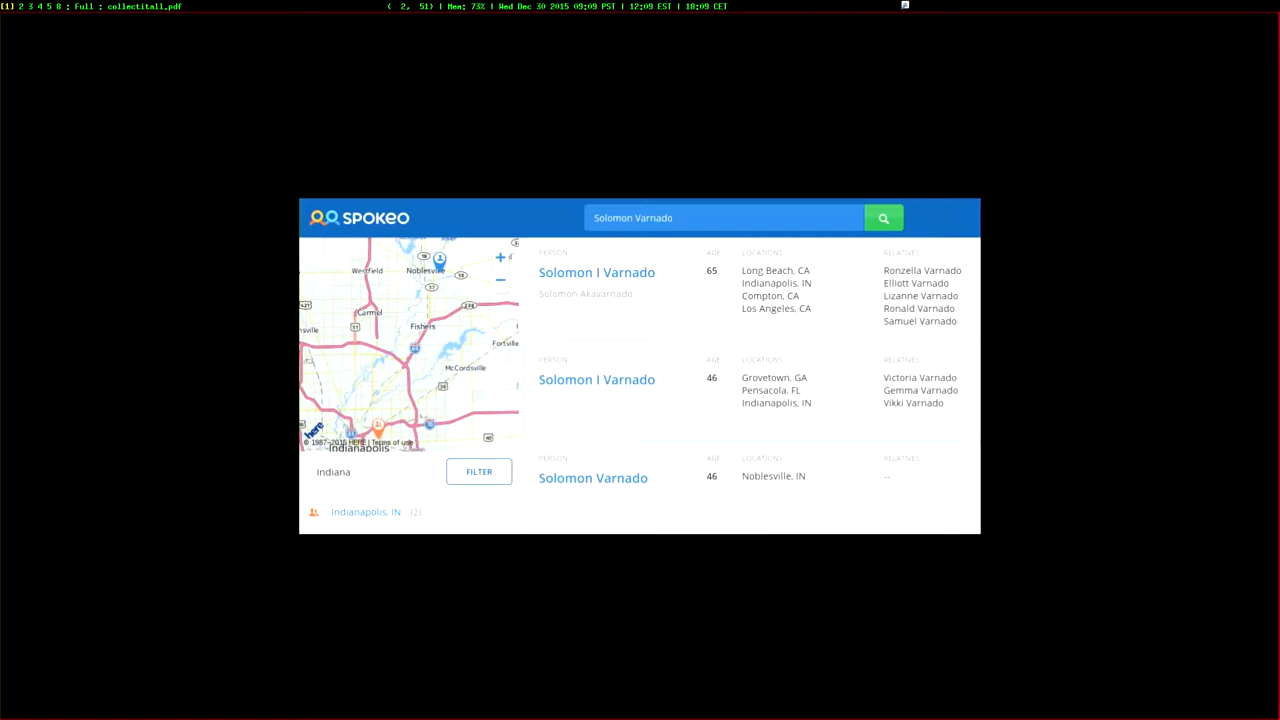 [1] 2 3 4 5 8 : Full : collectitall.pdf
( 2, 51) | Mem: 73% | Wed Dec 30 2015 09:09 PST | 12:09 EST | 18:09 CET
SPOKEO
Solomon Varnado
Westfield
Noblesville
Carmel
Fishers
Fortville
McCordsville
nsville
here
© 1987–2015 HERE | Terms of use
Indianapolis
+
−
Indiana
FILTER
Indianapolis, IN (2)
PERSON AGE LOCATIONS RELATIVES
Solomon I Varnado 65 Long Beach, CA Ronzella Varnado
Solomon Akavarnado Indianapolis, IN Elliott Varnado
Compton, CA Lizanne Varnado
Los Angeles, CA Ronald Varnado
Samuel Varnado
PERSON AGE LOCATIONS RELATIVES
Solomon I Varnado 46 Grovetown, GA Victoria Varnado
Pensacola, FL Gemma Varnado
Indianapolis, IN Vikki Varnado
PERSON AGE LOCATIONS RELATIVES
Solomon Varnado 46 Noblesville, IN --